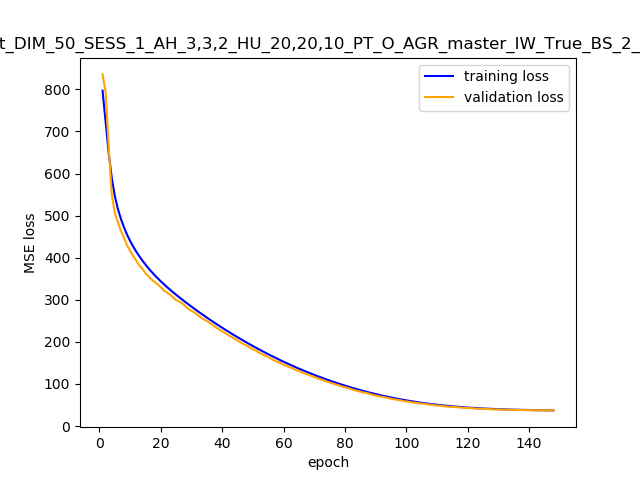 t_DIM_50_SESS_1_AH_3,3,2_HU_20,20,10_PT_O_AGR_master_IW_True_BS_2_
training loss
validation loss
800
700
600
500
400
300
200
100
0
MSE loss
0 20 40 60 80 100 120 140
epoch